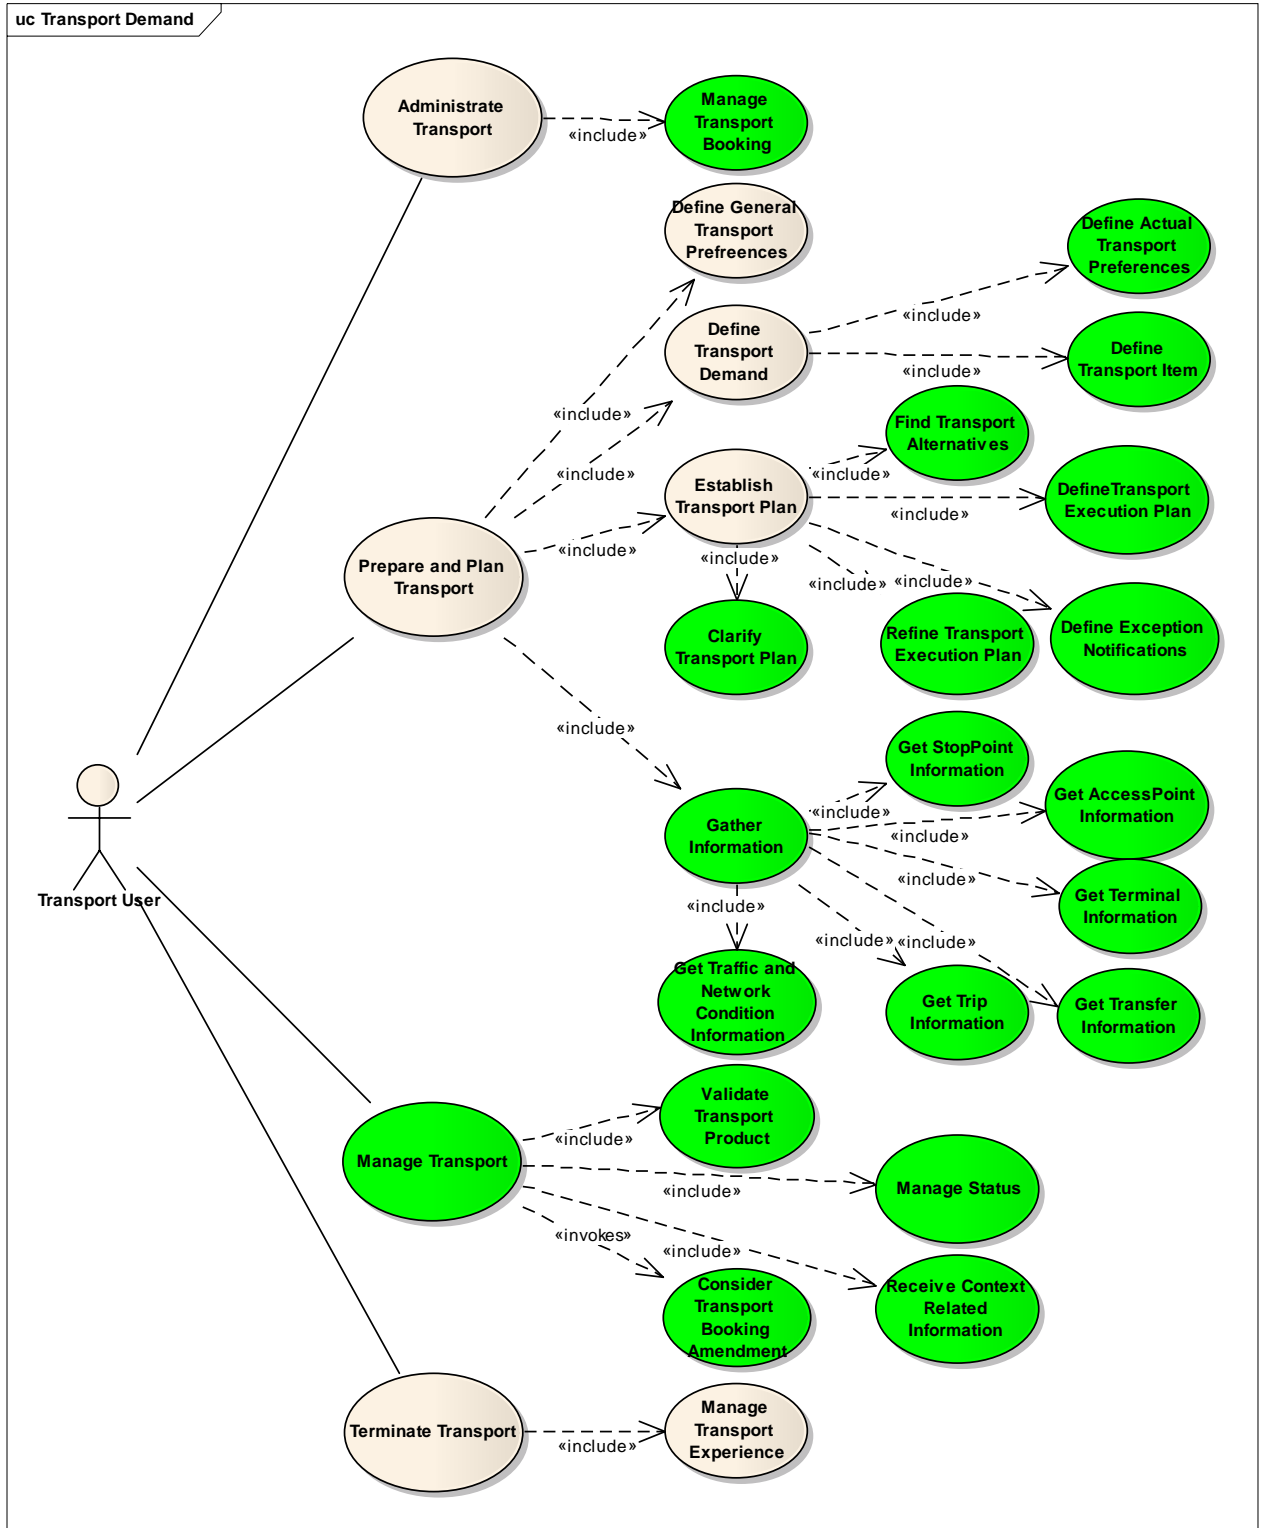 uc Transport Demand
Administrate
Transport
«include»
Manage
Transport
Booking
Define General
Transport
Prefreences
Define Actual
Transport
Preferences
«include»
Define
Transport
Demand
Define
Transport Item
«include»
«include»
Find Transport
Alternatives
«include»
«include»
Establish
Transport Plan
DefineTransport
Execution Plan
«include»
«include»
«include»
«include»
«include»
Prepare and Plan
Transport
Clarify
Transport Plan
Refine Transport
Execution Plan
Define Exception
Notifications
«include»
Get StopPoint
Information
Get AccessPoint
Information
«include»
Gather
Information
«include»
«include»
Get Terminal
Information
«include»
Transport User
«include»
«include»
Get Traffic and
Network
Condition
Information
Get Trip
Information
Get Transfer
Information
Validate
Transport
Product
«include»
Manage Transport
«include»
Manage Status
«invokes»
«include»
Consider
Transport
Booking
Amendment
Receive Context
Related
Information
Terminate Transport
«include»
Manage
Transport
Experience